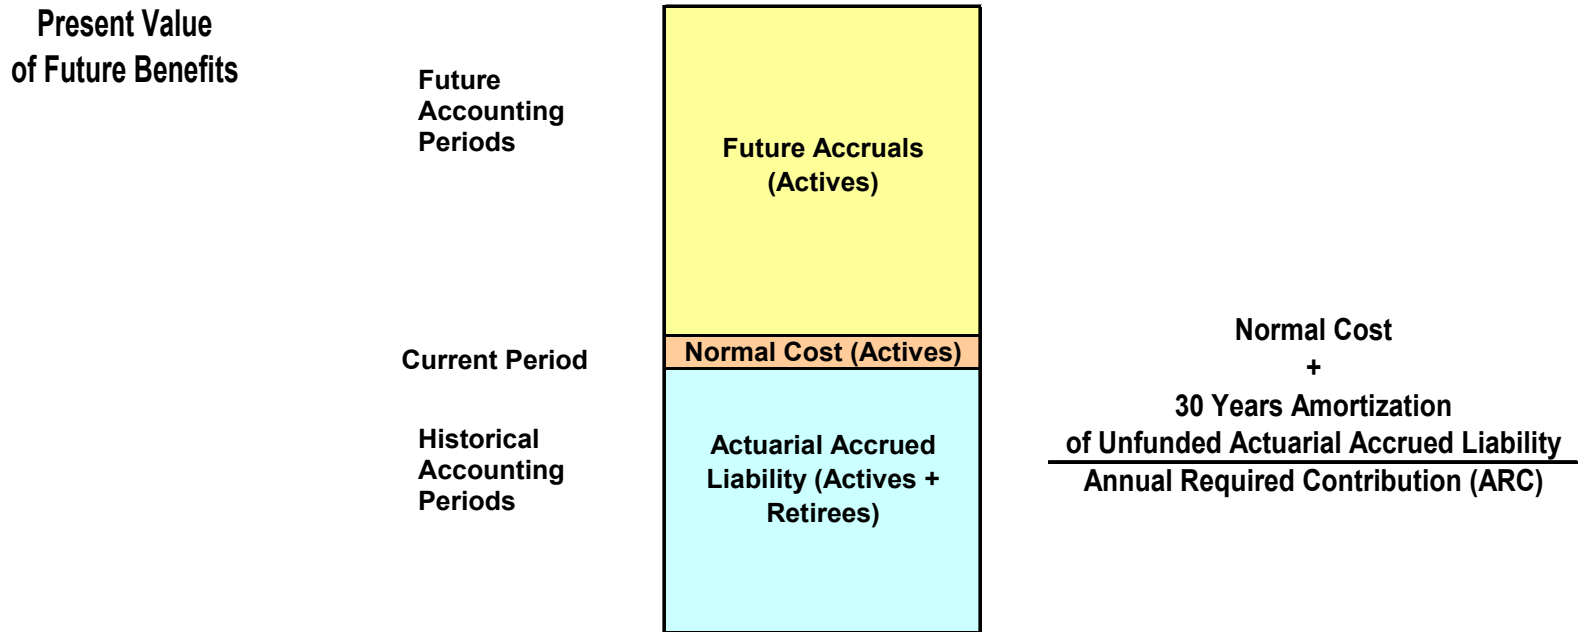 Present Value
of Future Benefits
Future
Accounting
Periods
Future Accruals
(Actives)
Current Period
Normal Cost (Actives)
Historical
Accounting
Periods
Actuarial Accrued
Liability (Actives +
Retirees)
Normal Cost
+
30 Years Amortization
of Unfunded Actuarial Accrued Liability
Annual Required Contribution (ARC)